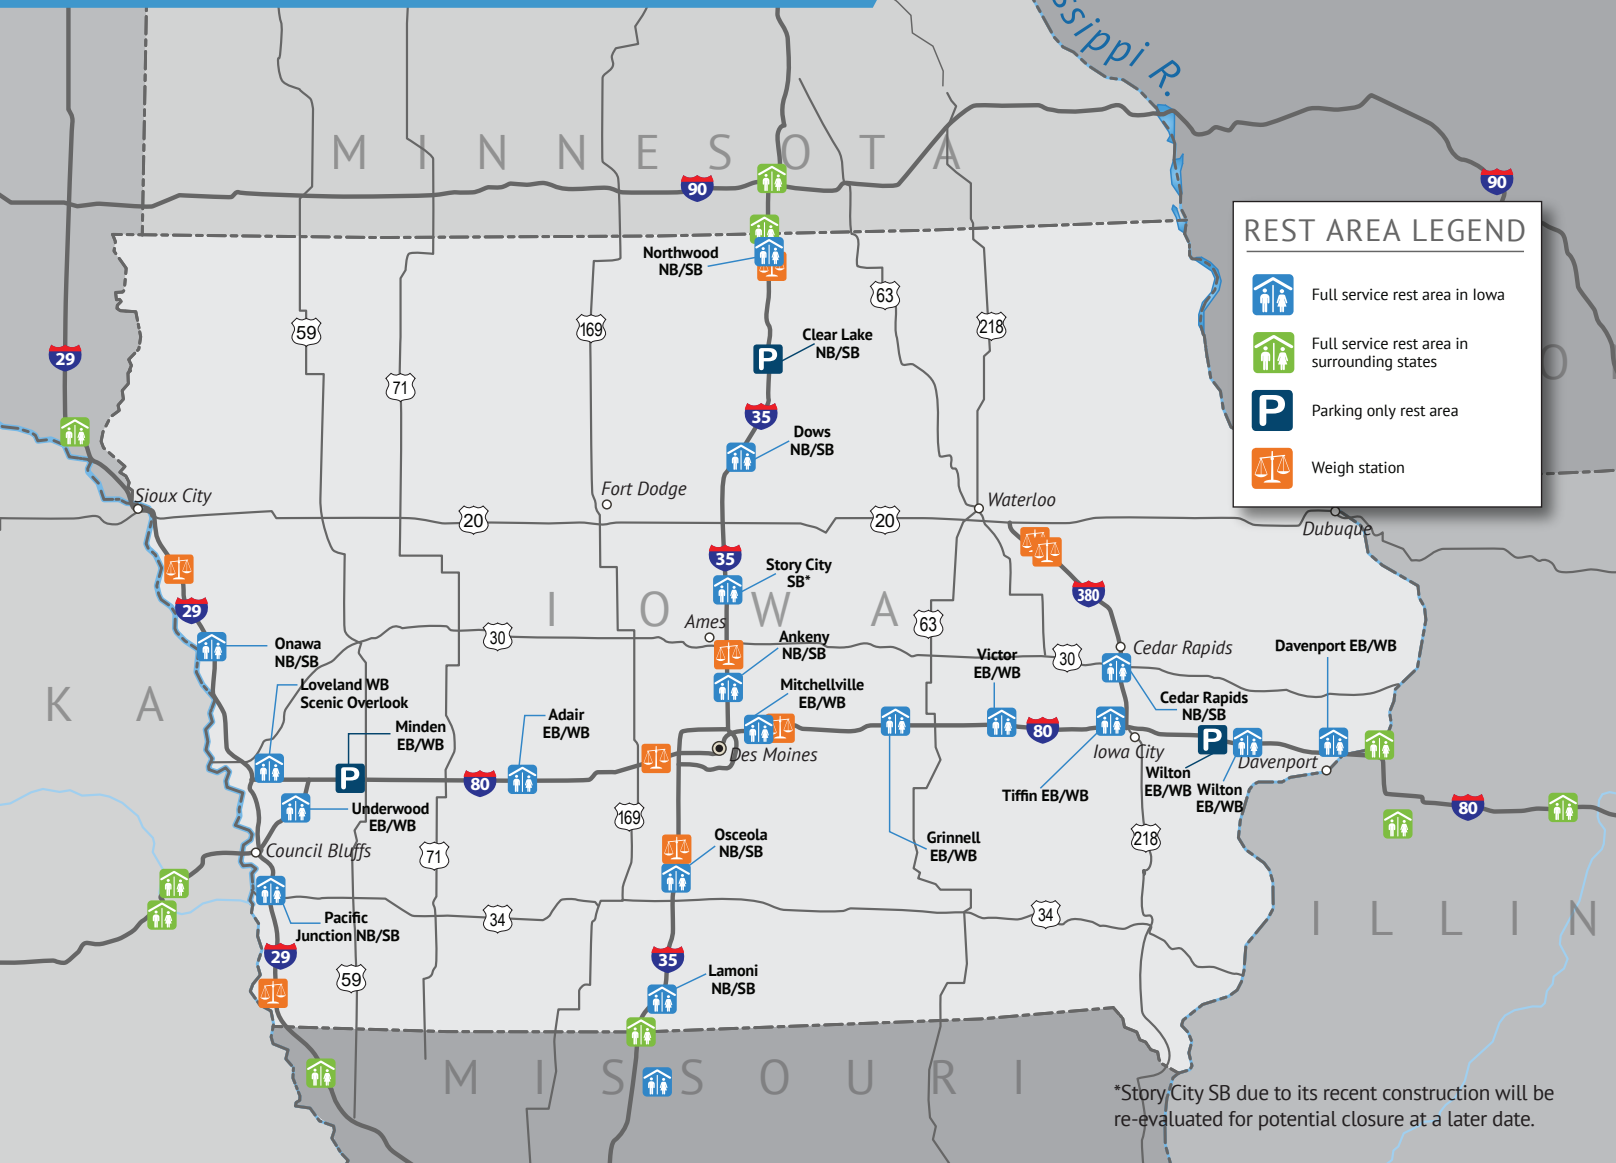 ssippi R.
M I N N E S O T A
90
90
REST AREA LEGEND
Full service rest area in Iowa
Full service rest area in
surrounding states
P
Parking only rest area
Weigh station
O
Northwood
NB/SB
63
218
59
169
71
29
Clear Lake
NB/SB
P
35
Dows
NB/SB
Sioux City
Fort Dodge
Waterloo
Dubuque
20
20
35
Story City
SB*
380
29
I O W A
Ames
30
63
30
Ankeny
NB/SB
Cedar Rapids
Davenport EB/WB
Onawa
NB/SB
Victor
EB/WB
K A
Loveland WB
Scenic Overlook
Mitchellville
EB/WB
Cedar Rapids
NB/SB
Minden
EB/WB
Adair
EB/WB
P
80
Des Moines
80
Iowa City
P
Davenport
Wilton
EB/WB
Wilton
EB/WB
Tiffin EB/WB
80
Underwood
EB/WB
169
Grinnell
EB/WB
218
Council Bluffs
71
Osceola
NB/SB
34
34
I L L I N
Pacific
Junction NB/SB
29
59
35
Lamoni
NB/SB
M I S S O U R I
*Story City SB due to its recent construction will be
re-evaluated for potential closure at a later date.